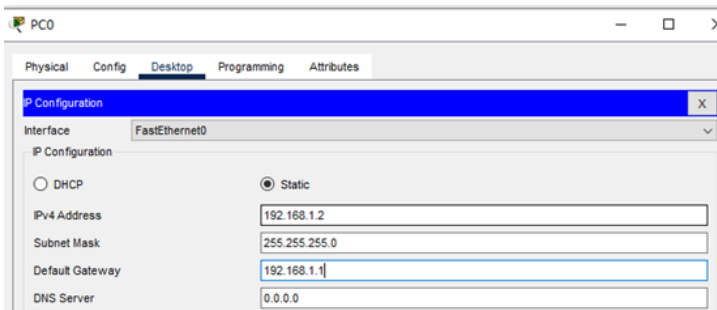 PC0
Physical Config Desktop Programming Attributes
IP Configuration X
Interface FastEthernet0
IP Configuration
DHCP Static
IPv4 Address 192.168.1.2
Subnet Mask 255.255.255.0
Default Gateway 192.168.1.1
DNS Server 0.0.0.0